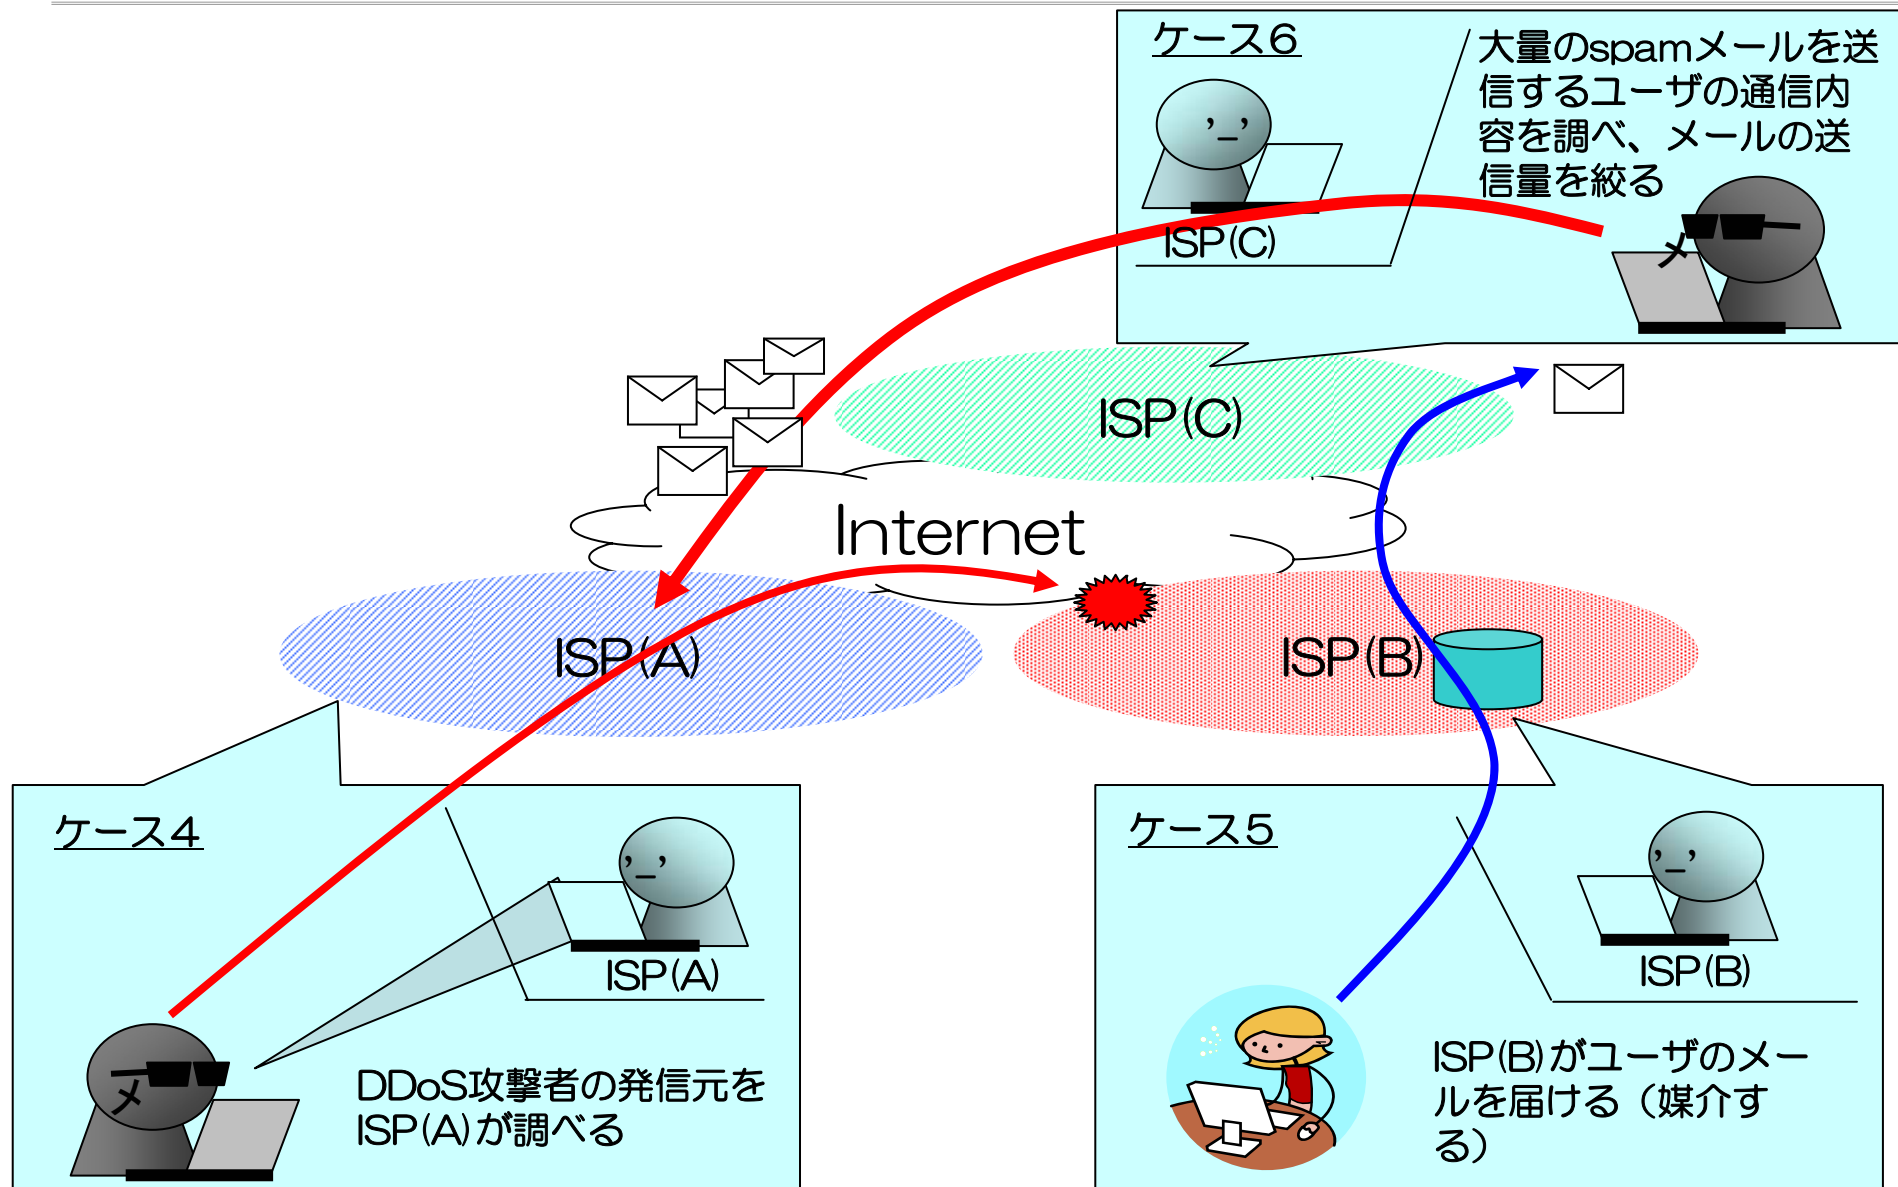 ケース6
大量のspamメールを送
信するユーザの通信内
容を調べ、メールの送
信量を絞る
ISP(C)
ISP(C)
Internet
ISP(A)
ISP(B)
ケース4
ISP(A)
DDoS攻撃者の発信元を
ISP(A)が調べる
ケース5
ISP(B)
ISP(B)がユーザのメー
ルを届ける（媒介す
る）